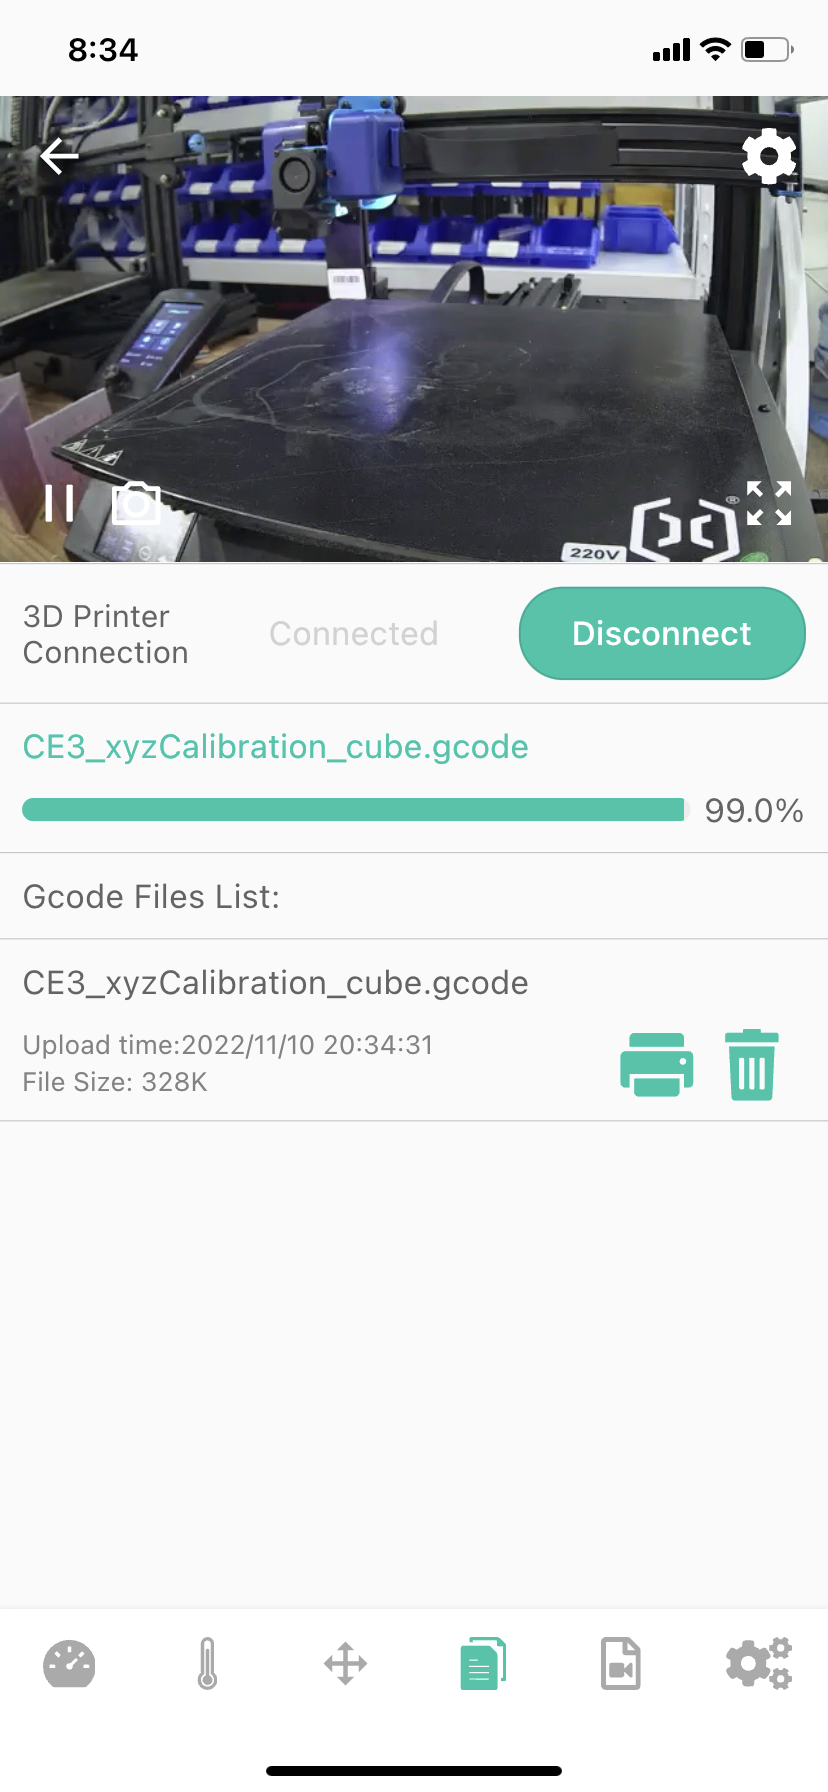 8:34
220V
3D Printer
Connection
Connected
Disconnect
CE3_xyzCalibration_cube.gcode
99.0%
Gcode Files List:
CE3_xyzCalibration_cube.gcode
Upload time:2022/11/10 20:34:31
File Size: 328K